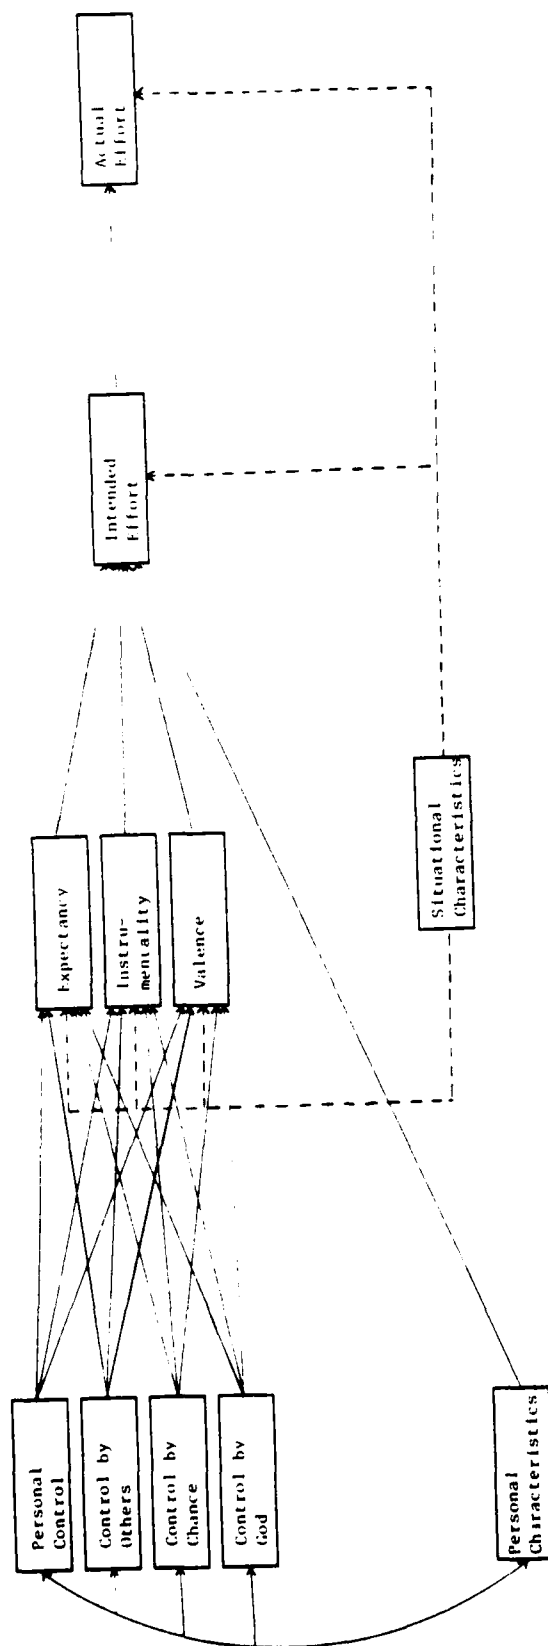 Personal
Control
Control by
Others
Control by
Chance
Control by
God
Personal
Characteristics
Expectancy
Instru-
mentality
Valence
Situational
Characteristics
Intended
Effort
Actual
Effort